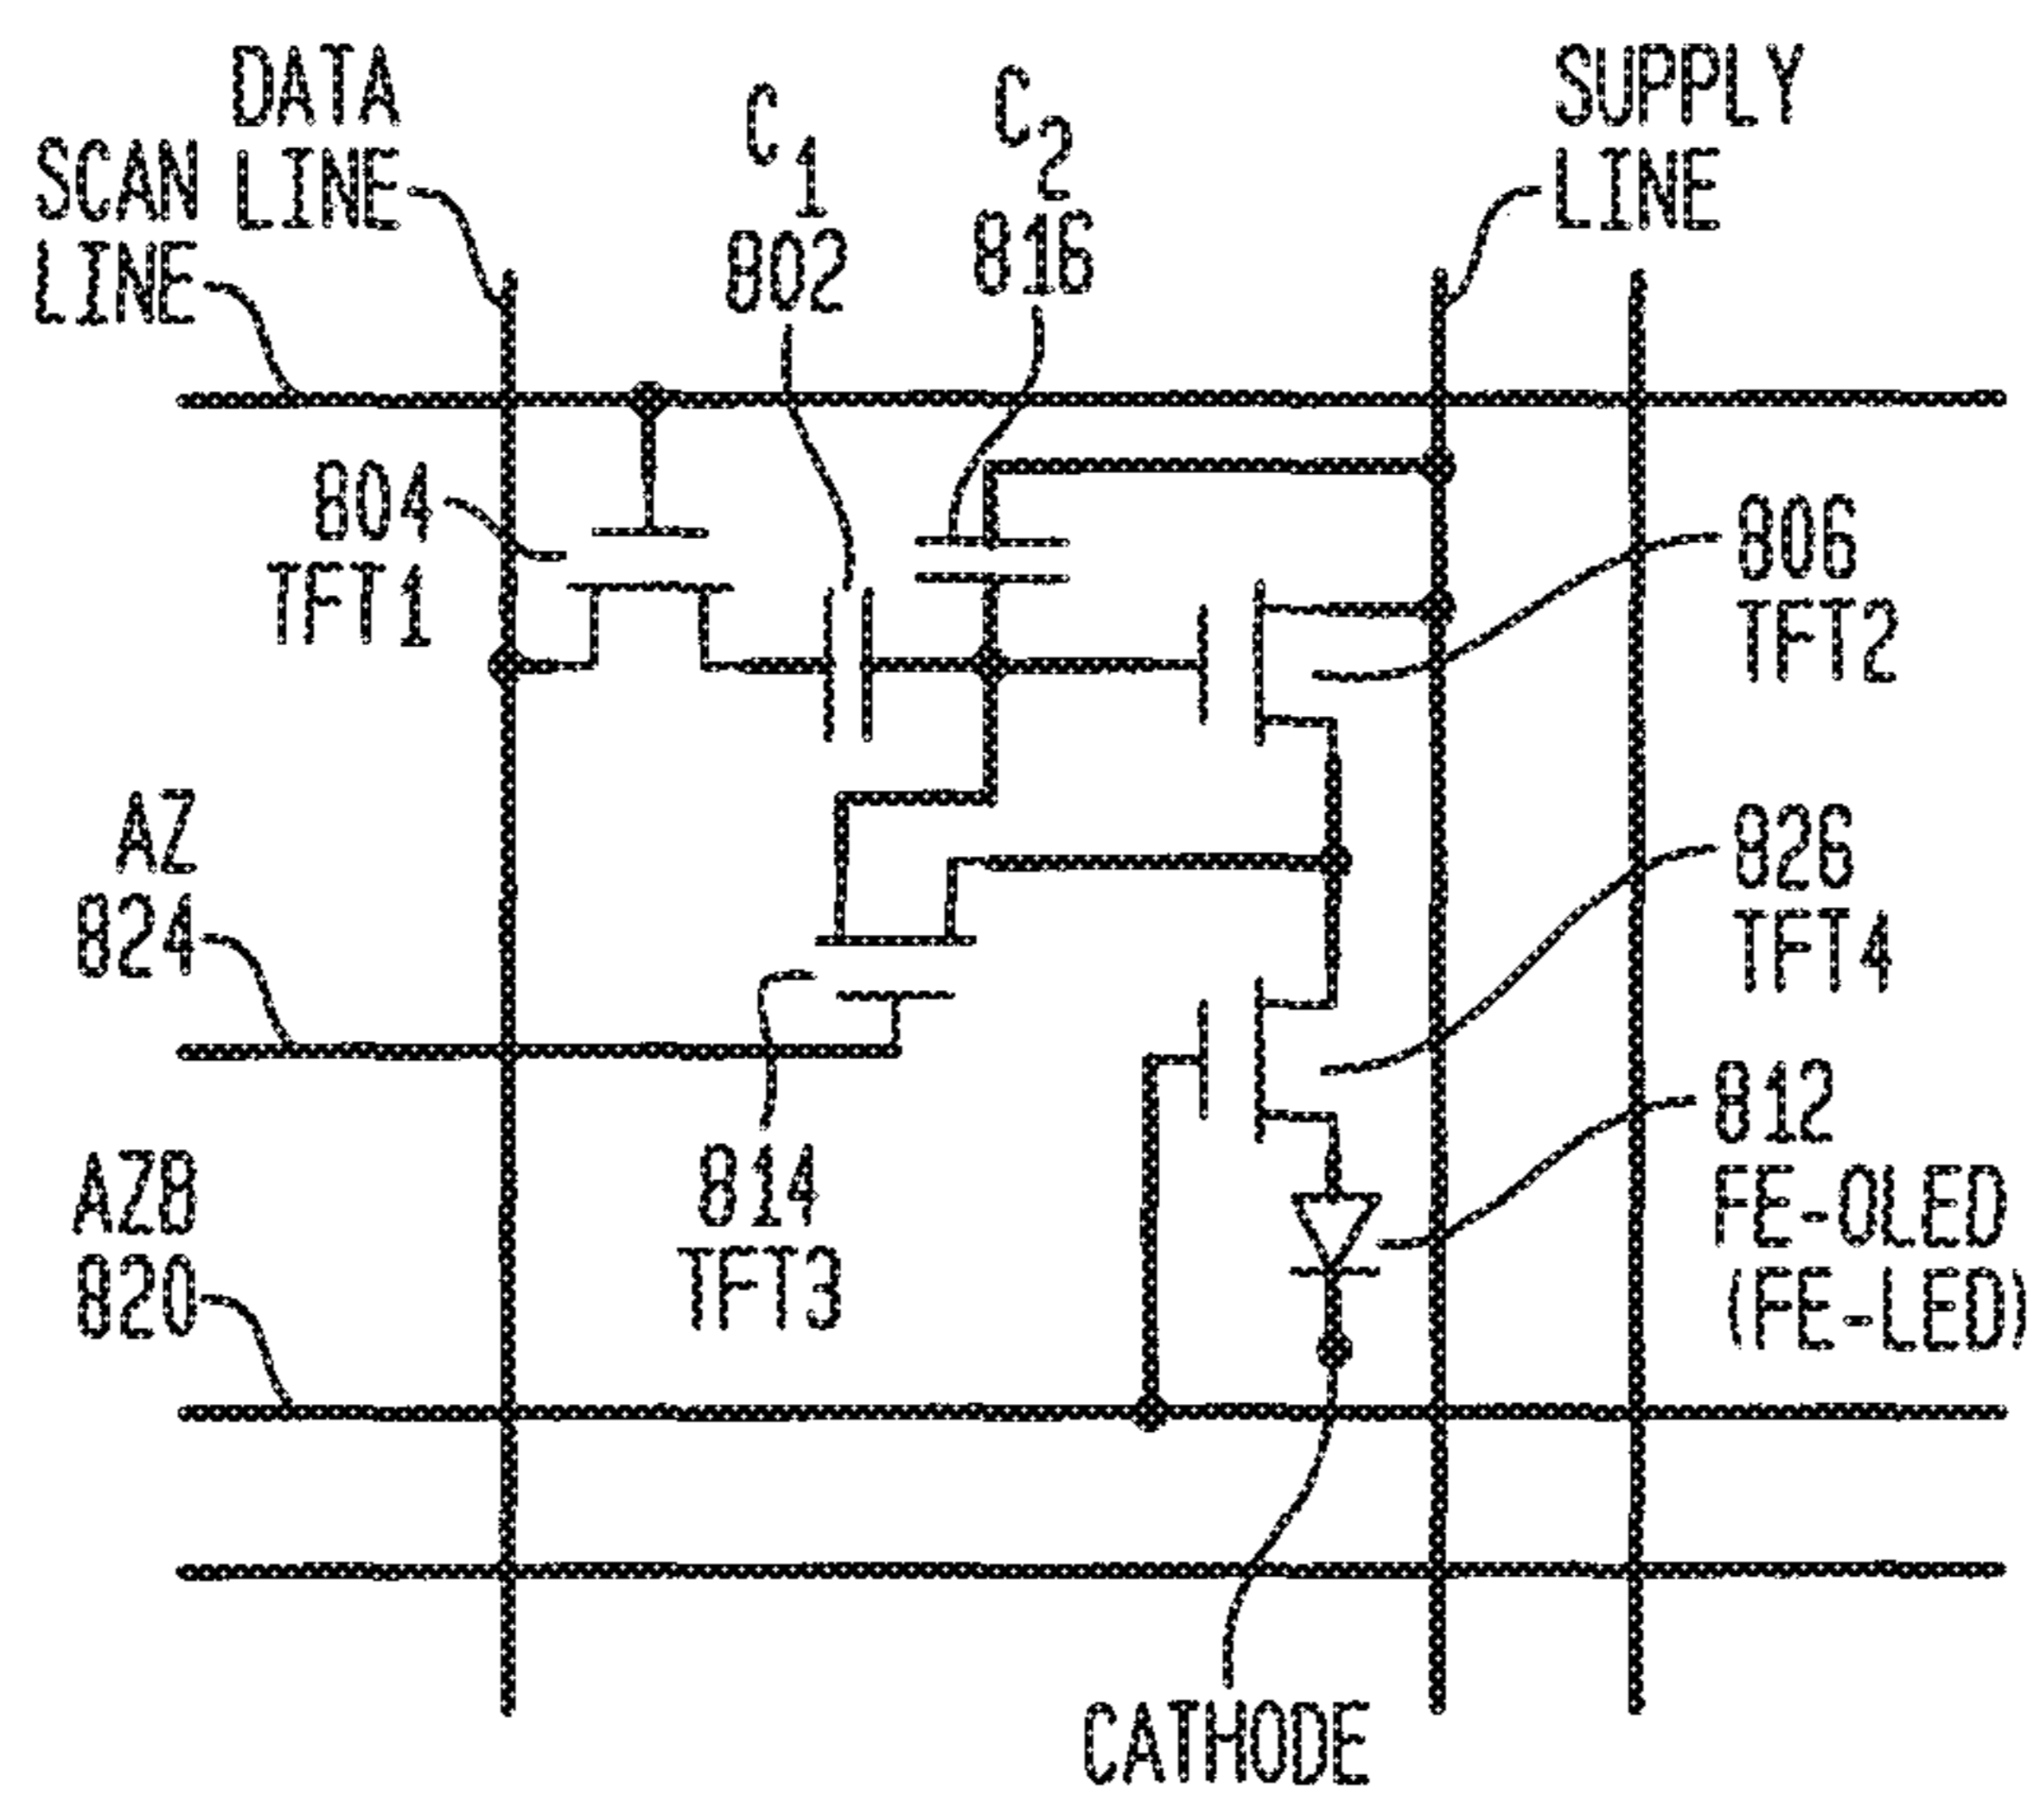 DATA
LINE
SCAN
LINE
C1
802
C2
816
SUPPLY
LINE
804
TFT1
806
TFT2
AZ
824
826
TFT4
814
TFT3
812
FE-OLED
(FE-LED)
AZB
820
CATHODE